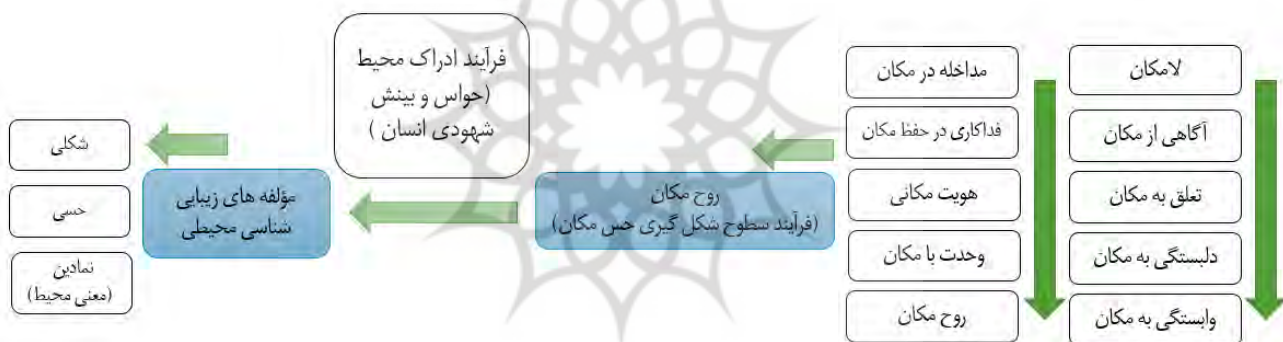 لامکان
آگاهی از مکان
تعلق به مکان
دلبستگی به مکان
وابستگی به مکان
مداخله در مکان
فداکاری در حفظ مکان
هویت مکانی
وحدت با مکان
روح مکان
روح مکان
(فرآیند سطوح شکل گیری حس مکان)
فرآیند ادراک محیط
(حواس و بینش
شهودی انسان )
مؤلفه های زیبایی
شناسی محیطی
شکلی
حسی
نمادین
(معنی محیط)